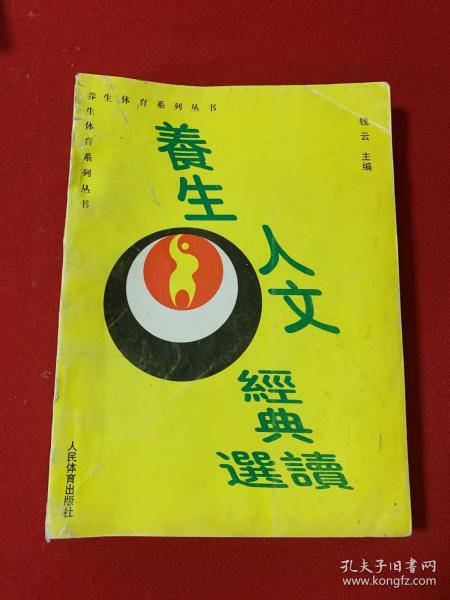 养生体育系列丛书
养生体育系列丛书
钱云 主编
養生
人文
經典
選讀
人民体育出版社
孔夫子旧书网
www.kongfz.com